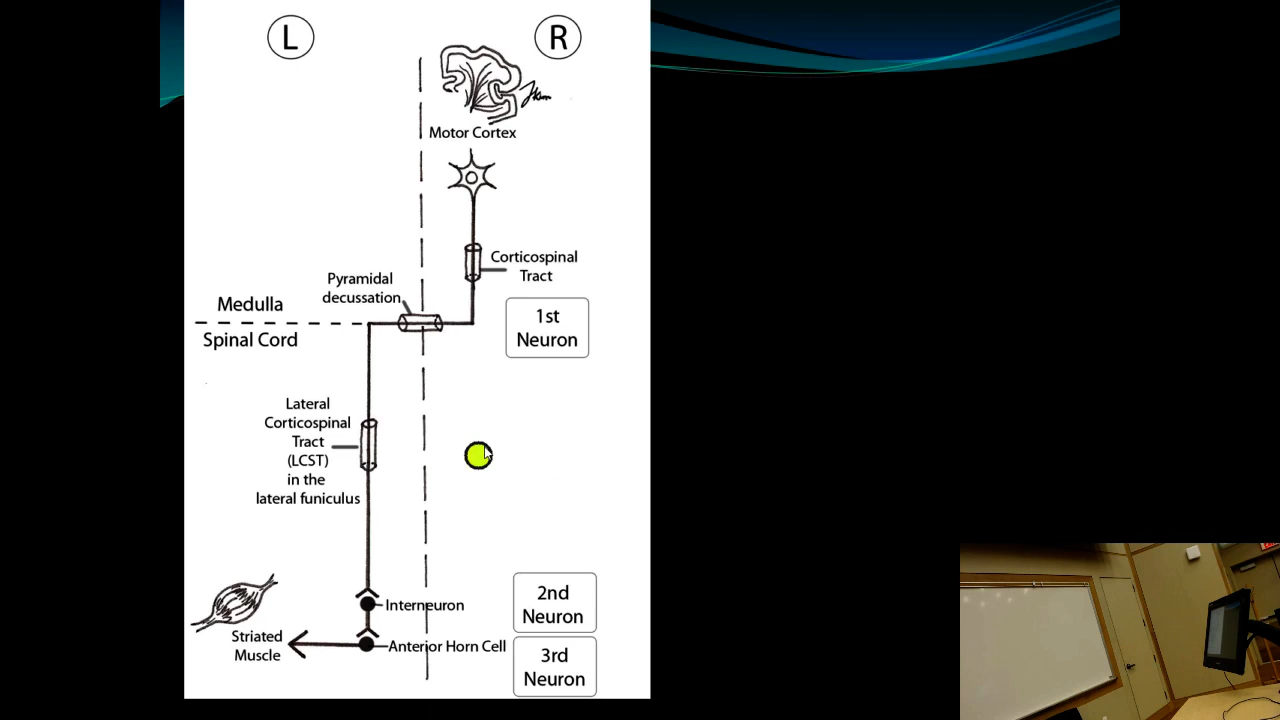 L
R
Motor Cortex
Corticospinal
Tract
Pyramidal
decussation
Medulla
1st
Neuron
Spinal Cord
Lateral
Corticospinal
Tract
(LCST)
in the
lateral funiculus
2nd
Neuron
Interneuron
Striated
Muscle
Anterior Horn Cell
3rd
Neuron